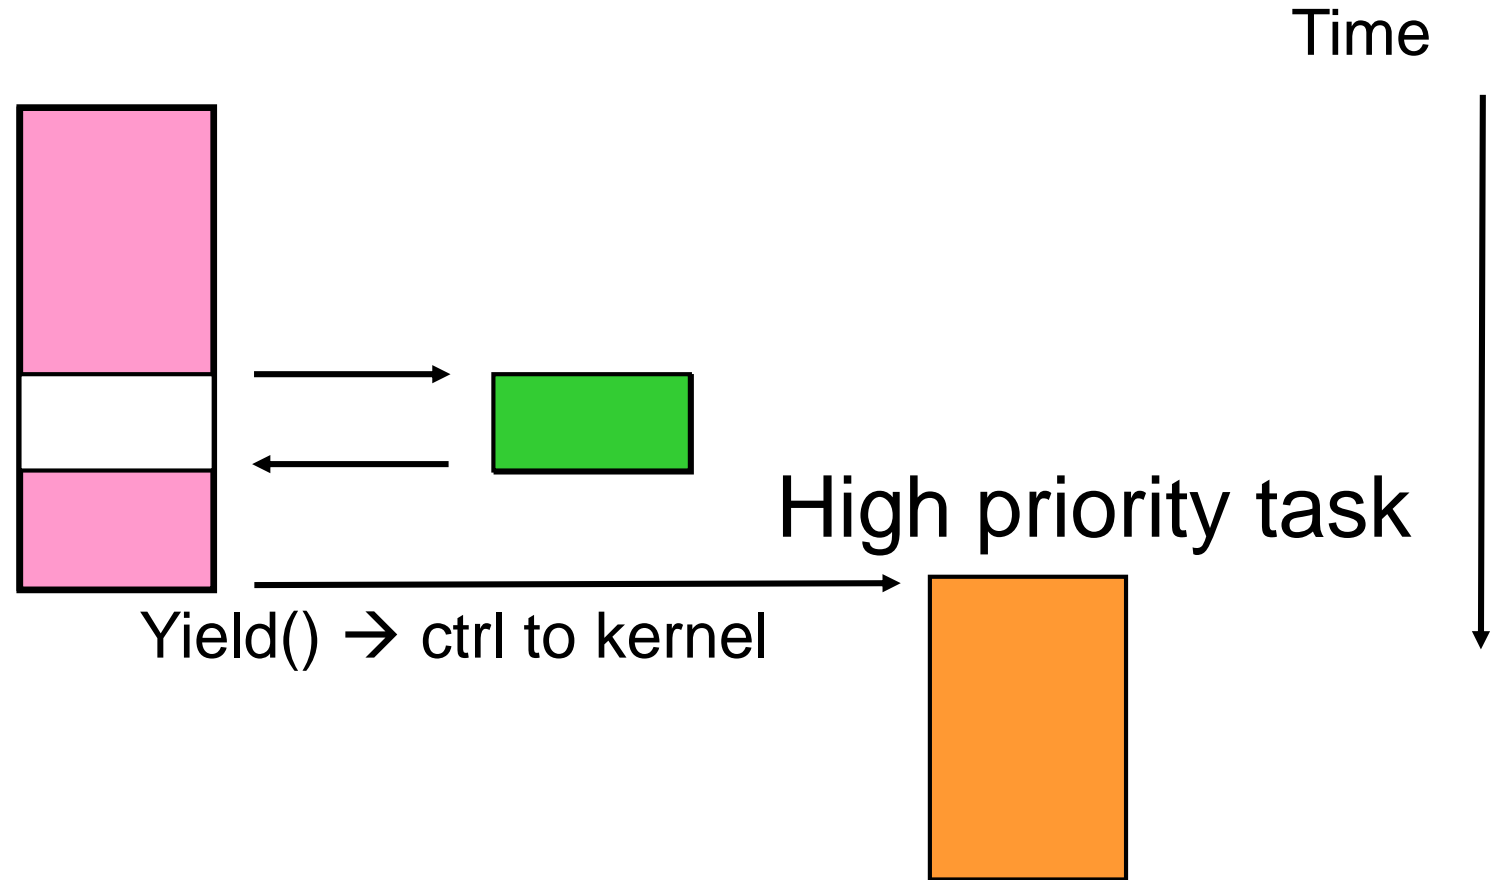 Time
High priority task
Yield() → ctrl to kernel